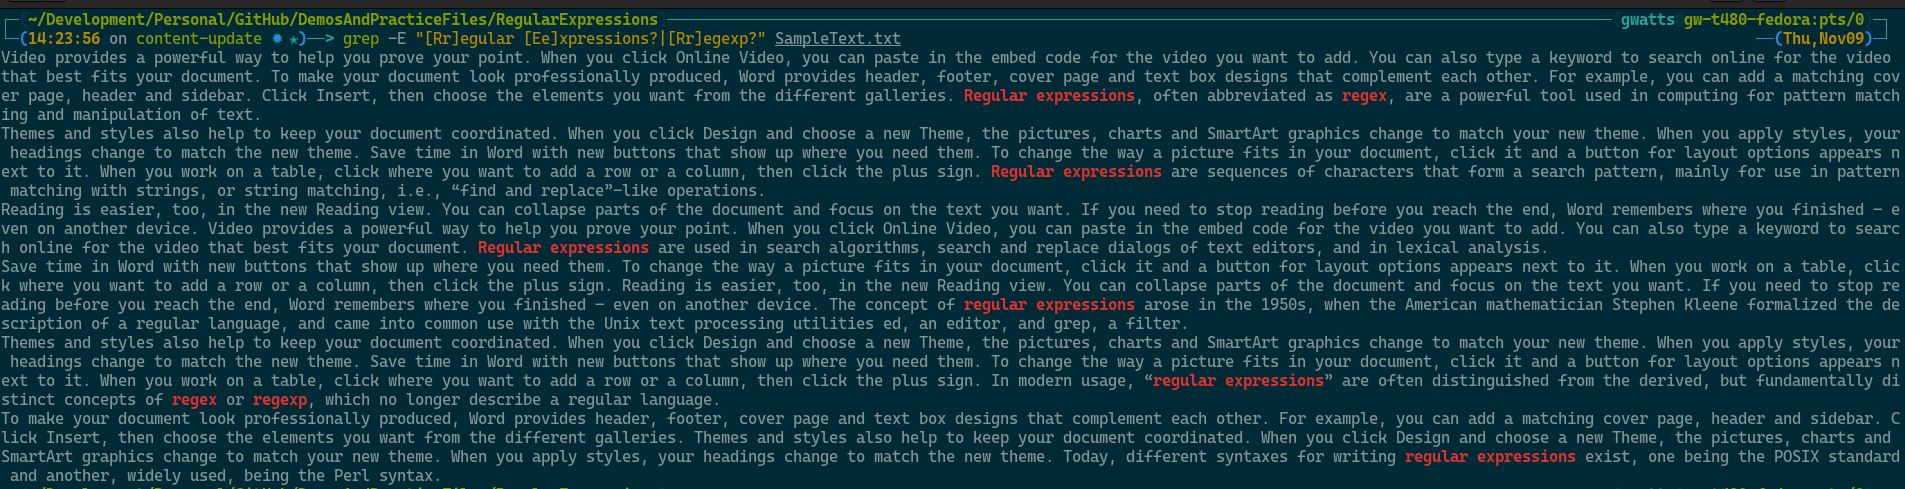 (~/Development/Personal/GitHub/DemosAndPracticeFiles/RegularExpressions) (gwatts gw-t480-fedora:pts/0)
(14:23:56 on content-update ✹ ✭)—> grep -E "[Rr]egular [Ee]xpressions?|[Rr]egexp?" SampleText.txt (Thu,Nov09)
Video provides a powerful way to help you prove your point. When you click Online Video, you can paste in the embed code for the video you want to add. You can also type a keyword to search online for the video
that best fits your document. To make your document look professionally produced, Word provides header, footer, cover page and text box designs that complement each other. For example, you can add a matching cov
er page, header and sidebar. Click Insert, then choose the elements you want from the different galleries. Regular expressions, often abbreviated as regex, are a powerful tool used in computing for pattern match
ing and manipulation of text.
Themes and styles also help to keep your document coordinated. When you click Design and choose a new Theme, the pictures, charts and SmartArt graphics change to match your new theme. When you apply styles, your
headings change to match the new theme. Save time in Word with new buttons that show up where you need them. To change the way a picture fits in your document, click it and a button for layout options appears n
ext to it. When you work on a table, click where you want to add a row or a column, then click the plus sign. Regular expressions are sequences of characters that form a search pattern, mainly for use in pattern
matching with strings, or string matching, i.e., “find and replace”-like operations.
Reading is easier, too, in the new Reading view. You can collapse parts of the document and focus on the text you want. If you need to stop reading before you reach the end, Word remembers where you finished – e
ven on another device. Video provides a powerful way to help you prove your point. When you click Online Video, you can paste in the embed code for the video you want to add. You can also type a keyword to searc
h online for the video that best fits your document. Regular expressions are used in search algorithms, search and replace dialogs of text editors, and in lexical analysis.
Save time in Word with new buttons that show up where you need them. To change the way a picture fits in your document, click it and a button for layout options appears next to it. When you work on a table, clic
k where you want to add a row or a column, then click the plus sign. Reading is easier, too, in the new Reading view. You can collapse parts of the document and focus on the text you want. If you need to stop re
ading before you reach the end, Word remembers where you finished – even on another device. The concept of regular expressions arose in the 1950s, when the American mathematician Stephen Kleene formalized the de
scription of a regular language, and came into common use with the Unix text processing utilities ed, an editor, and grep, a filter.
Themes and styles also help to keep your document coordinated. When you click Design and choose a new Theme, the pictures, charts and SmartArt graphics change to match your new theme. When you apply styles, your
headings change to match the new theme. Save time in Word with new buttons that show up where you need them. To change the way a picture fits in your document, click it and a button for layout options appears n
ext to it. When you work on a table, click where you want to add a row or a column, then click the plus sign. In modern usage, “regular expressions” are often distinguished from the derived, but fundamentally di
stinct concepts of regex or regexp, which no longer describe a regular language.
To make your document look professionally produced, Word provides header, footer, cover page and text box designs that complement each other. For example, you can add a matching cover page, header and sidebar. C
lick Insert, then choose the elements you want from the different galleries. Themes and styles also help to keep your document coordinated. When you click Design and choose a new Theme, the pictures, charts and
SmartArt graphics change to match your new theme. When you apply styles, your headings change to match the new theme. Today, different syntaxes for writing regular expressions exist, one being the POSIX standard
and another, widely used, being the Perl syntax.